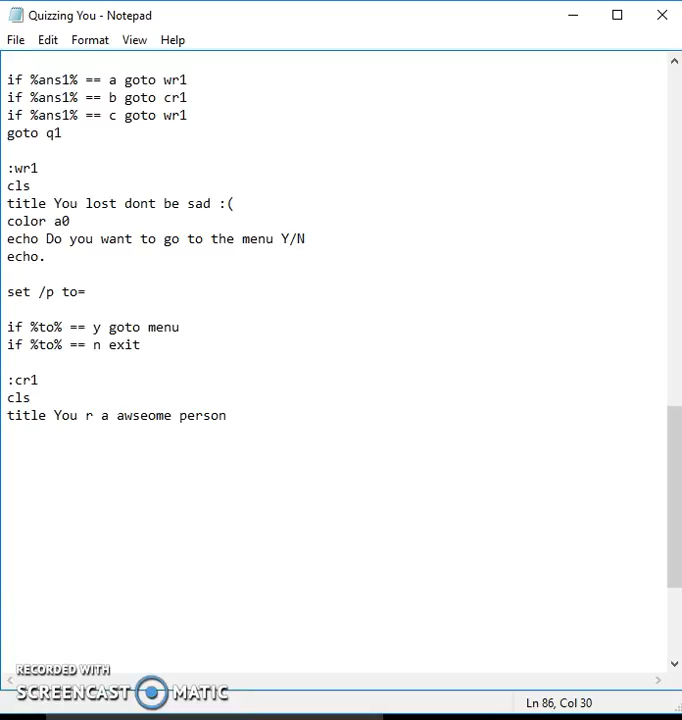 Quizzing You - Notepad
File Edit Format View Help
if %ans1% == a goto wr1
if %ans1% == b goto cr1
if %ans1% == c goto wr1
goto q1
:wr1
cls
title You lost dont be sad :(
color a0
echo Do you want to go to the menu Y/N
echo.
set /p to=
if %to% == y goto menu
if %to% == n exit
:cr1
cls
title You r a awseome person
RECORDED WITH
SCREENCAST MATIC
Ln 86, Col 30